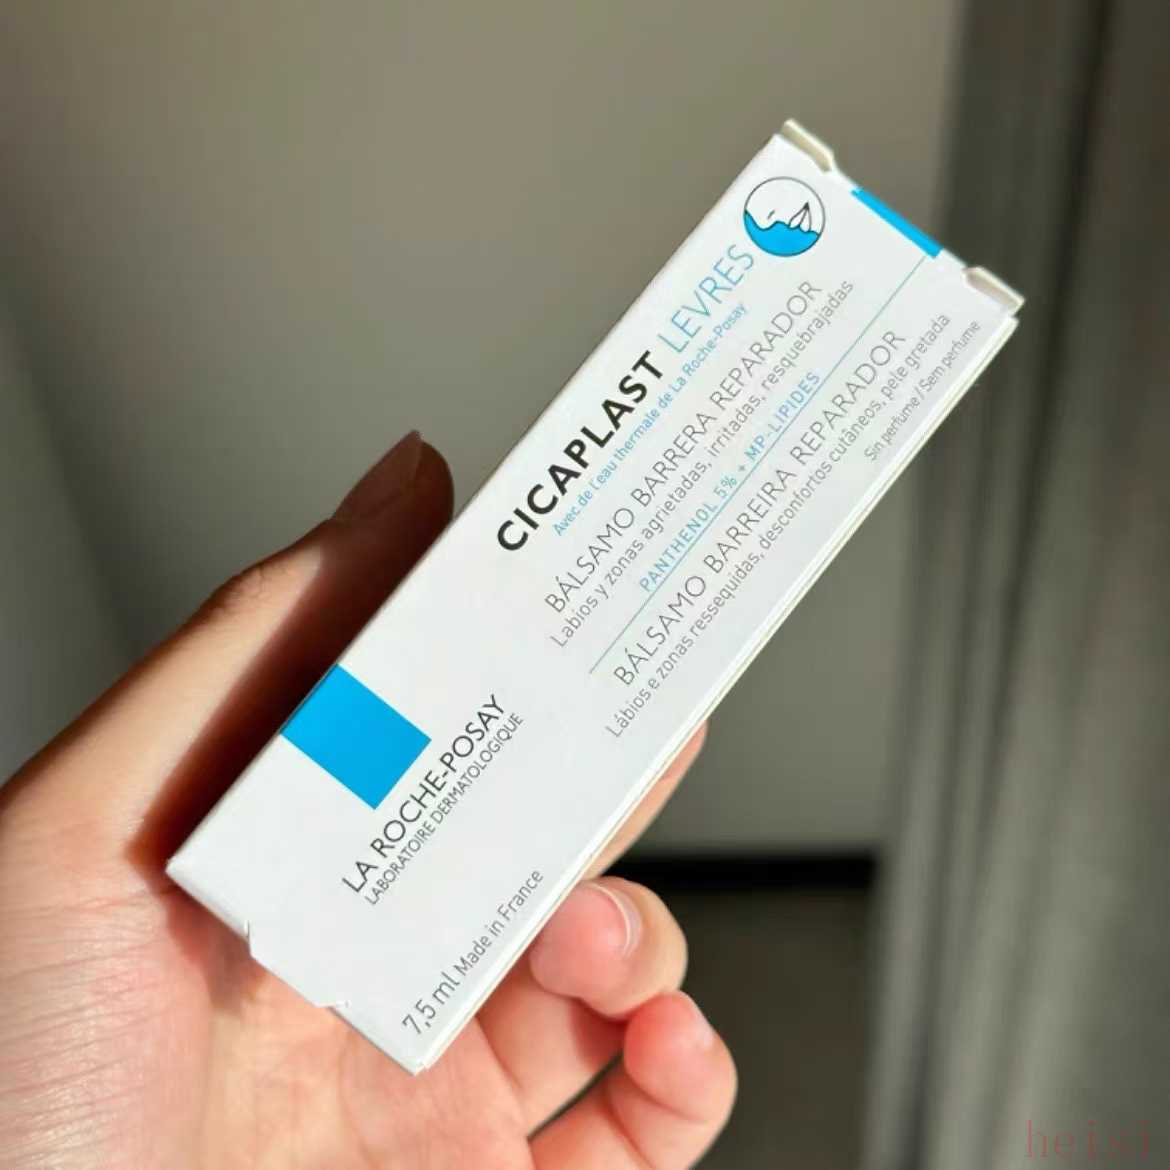 CICAPLAST LEVRES
Avec de l'eau thermale de La Roche-Posay
BÁLSAMO BARRERA REPARADOR
Labios y zonas agrietadas, irritadas, resquebrajadas
PANTHENOL 5% + MP-LIPIDES
BÁLSAMO BARREIRA REPARADOR
Lábios e zonas ressequidas, desconfortos cutâneos, pele gretada
Sin perfume / Sem perfume
LA ROCHE-POSAY
LABORATOIRE DERMATOLOGIQUE
7,5 ml Made in France
heisi